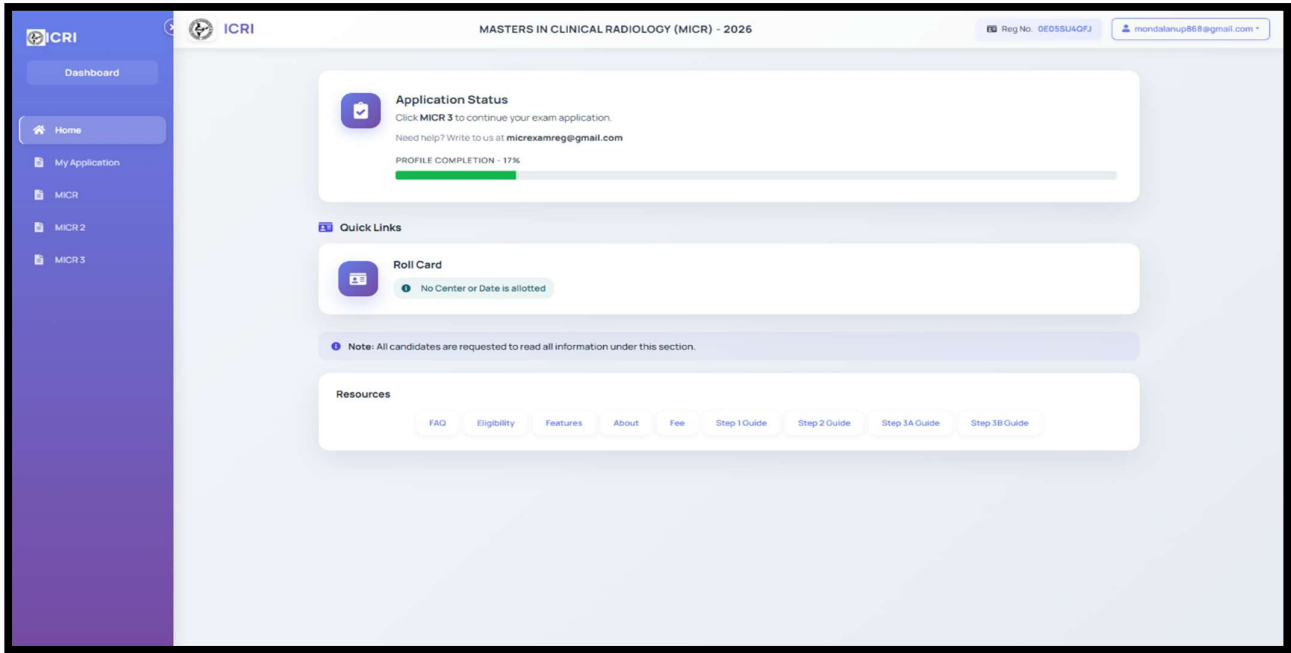 ICRI
Dashboard
Home
My Application
MICR
MICR 2
MICR 3
ICRI
MASTERS IN CLINICAL RADIOLOGY (MICR) - 2026
Reg No. 0E05SU4QFJ
mondalanup868@gmail.com
Application Status
Click MICR 3 to continue your exam application.
Need help? Write to us at micrexamreg@gmail.com
PROFILE COMPLETION - 17%
Quick Links
Roll Card
No Center or Date is allotted
Note: All candidates are requested to read all information under this section.
Resources
FAQ Eligibility Features About Fee Step 1 Guide Step 2 Guide Step 3A Guide Step 3B Guide